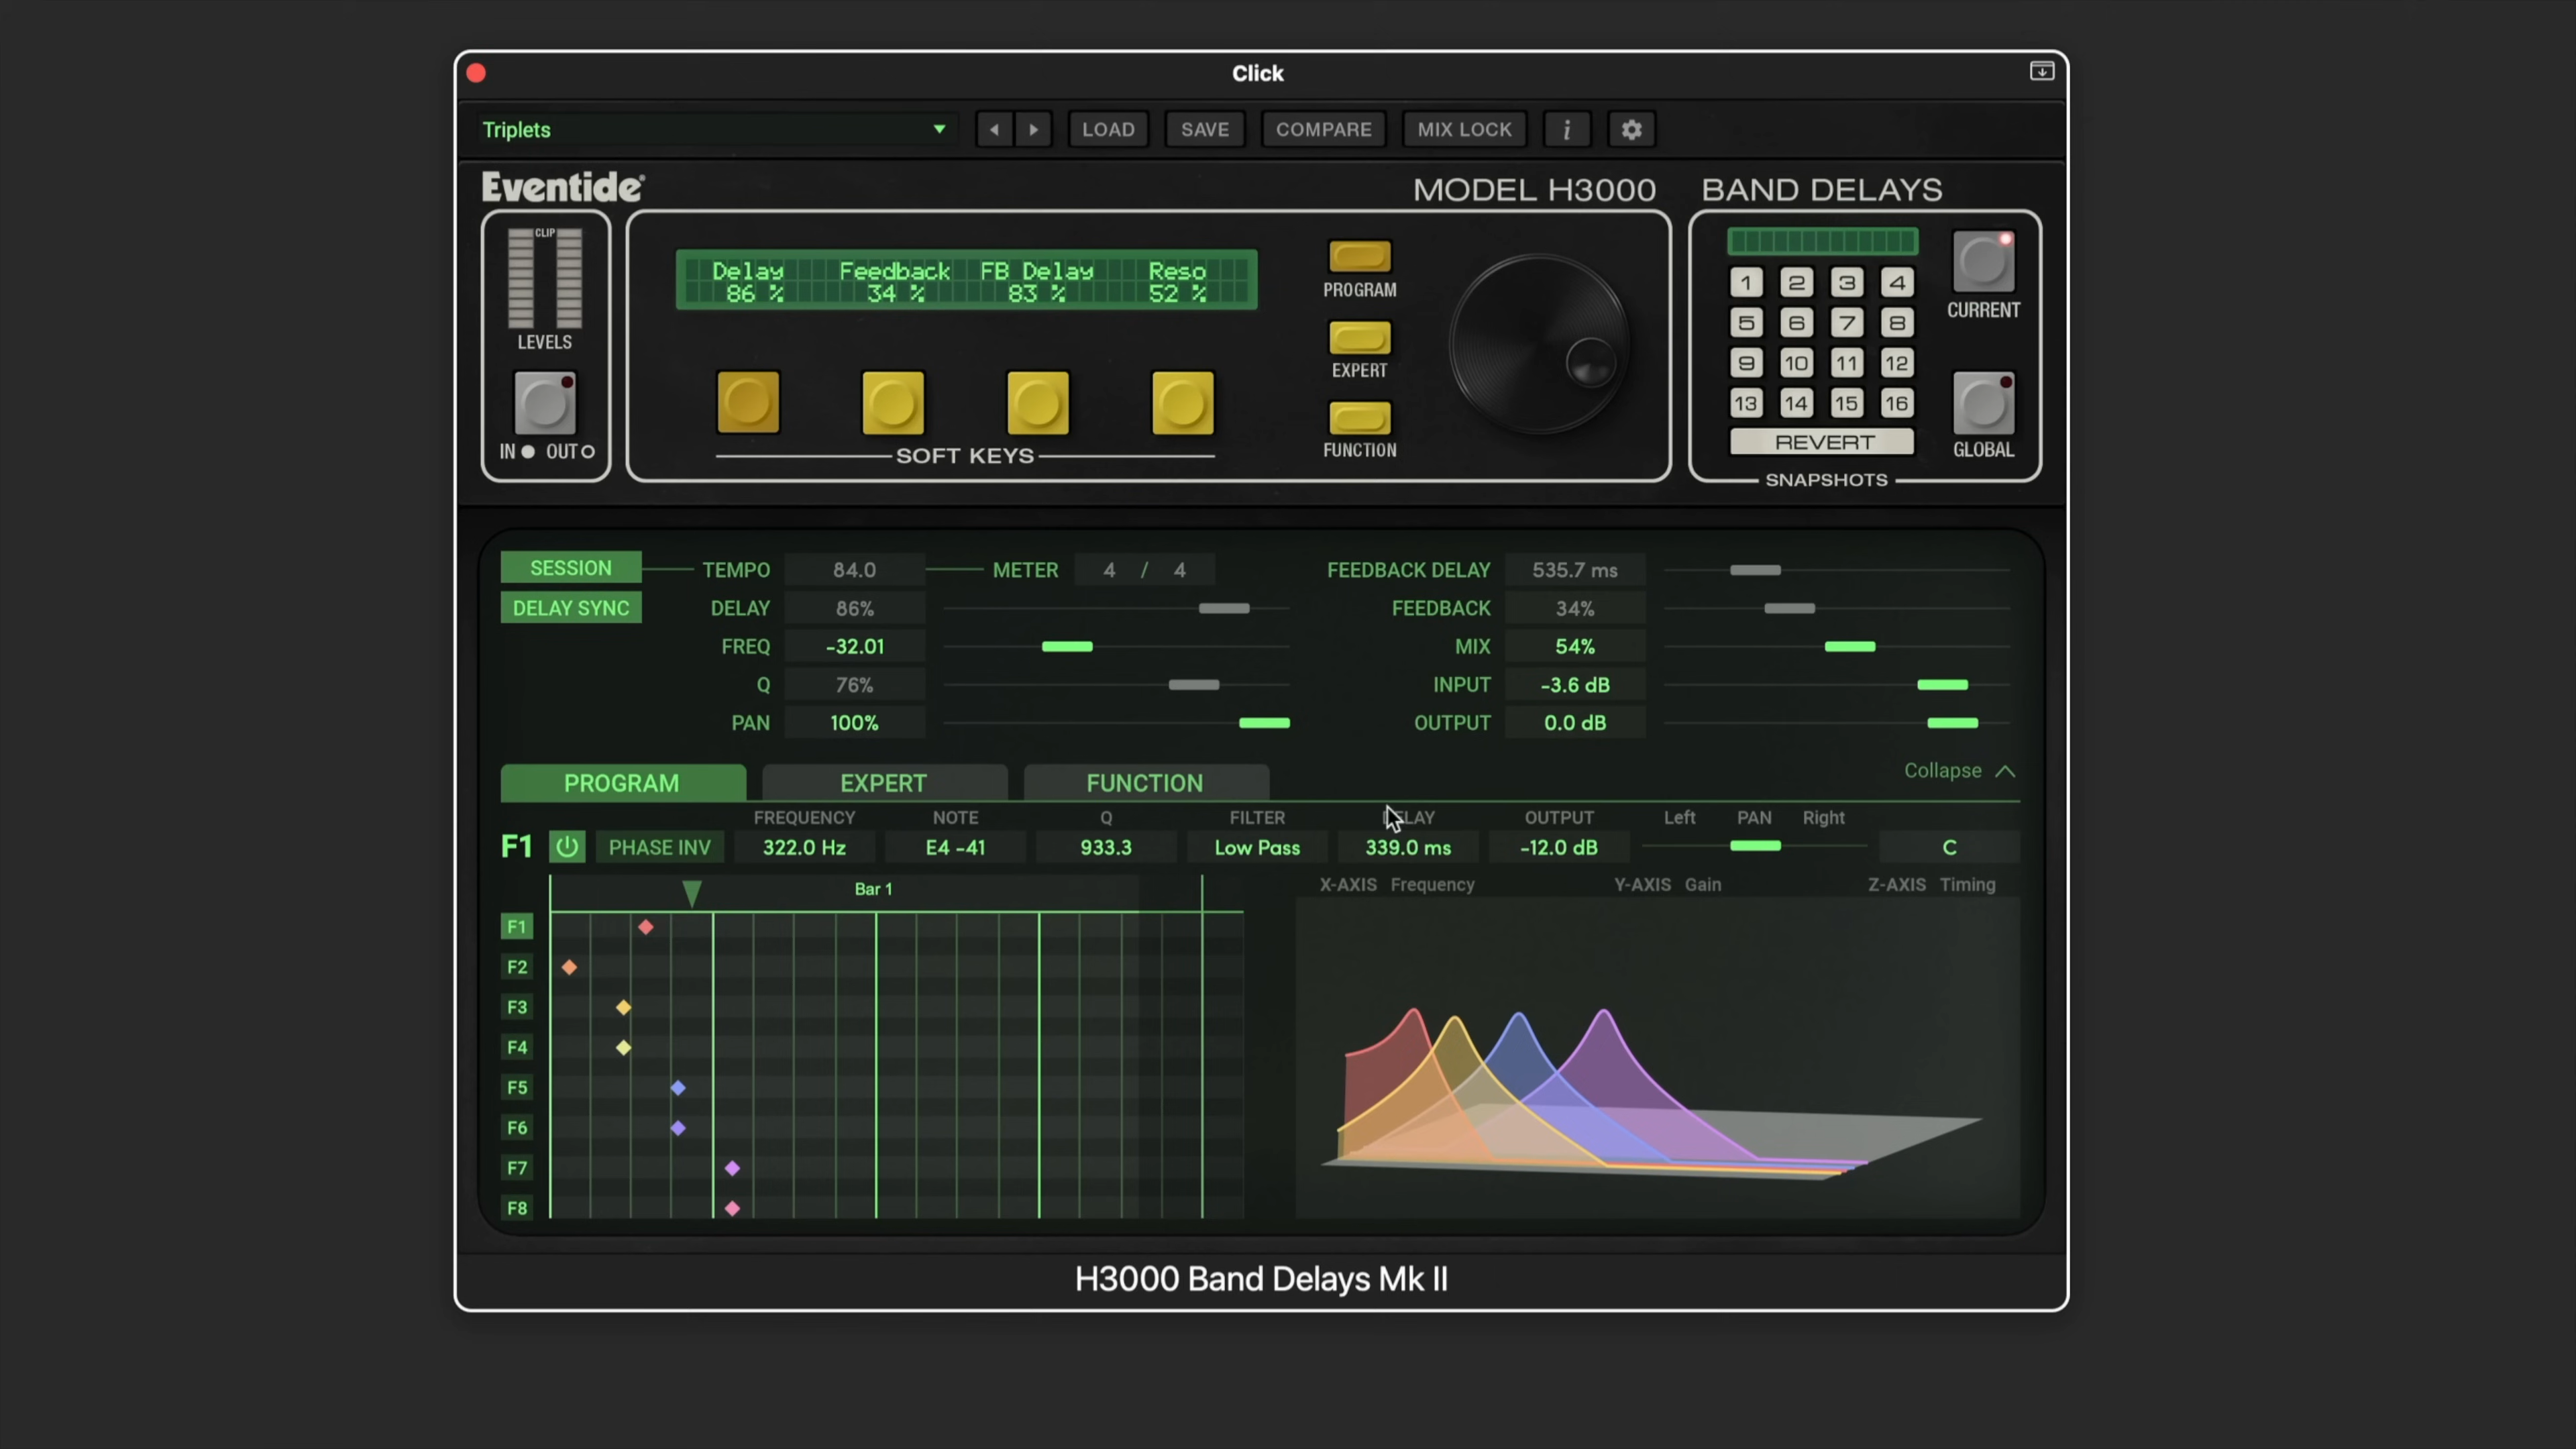 Click
Triplets
LOAD SAVE COMPARE MIX LOCK i
Eventide® MODEL H3000 BAND DELAYS
CLIP
LEVELS
IN OUT
Delay Feedback FB Delay Reso
86 % 34 % 83 % 52 %
SOFT KEYS
PROGRAM
EXPERT
FUNCTION
1 2 3 4
5 6 7 8
9 10 11 12
13 14 15 16
REVERT
SNAPSHOTS
CURRENT
GLOBAL
SESSION TEMPO 84.0 METER 4 / 4 FEEDBACK DELAY 535.7 ms
DELAY SYNC DELAY 86% FEEDBACK 34%
FREQ -32.01 MIX 54%
Q 76% INPUT -3.6 dB
PAN 100% OUTPUT 0.0 dB
PROGRAM EXPERT FUNCTION Collapse
FREQUENCY NOTE Q FILTER DELAY OUTPUT Left PAN Right
F1 PHASE INV 322.0 Hz E4 -41 933.3 Low Pass 339.0 ms -12.0 dB C
Bar 1 X-AXIS Frequency Y-AXIS Gain Z-AXIS Timing
F1
F2
F3
F4
F5
F6
F7
F8
H3000 Band Delays Mk II